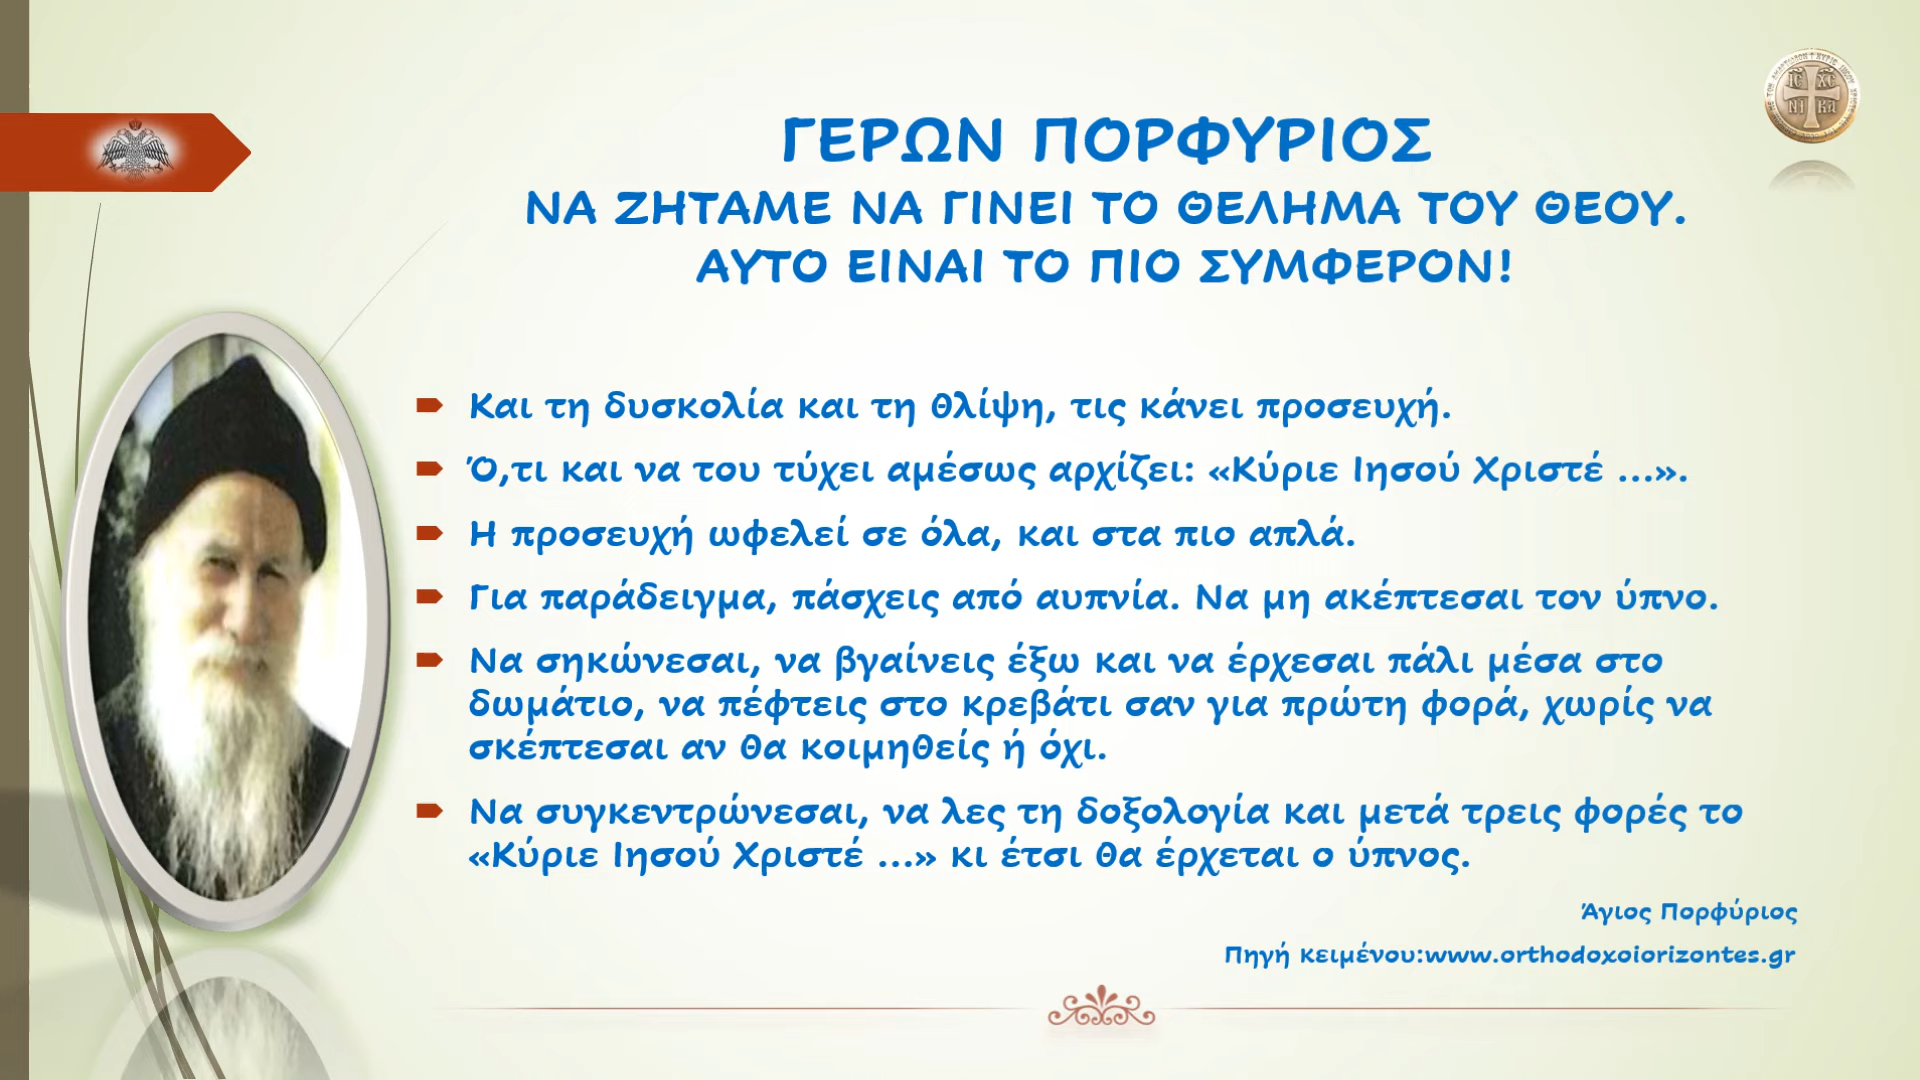 ΓΕΡΩΝ ΠΟΡΦΥΡΙΟΣ
ΝΑ ΖΗΤΑΜΕ ΝΑ ΓΙΝΕΙ ΤΟ ΘΕΛΗΜΑ ΤΟΥ ΘΕΟΥ.
ΑΥΤΟ ΕΙΝΑΙ ΤΟ ΠΙΟ ΣΥΜΦΕΡΟΝ!
Και τη δυσκολία και τη θλίψη, τις κάνει προσευχή.
Ό,τι και να του τύχει αμέσως αρχίζει: «Κύριε Ιησού Χριστέ ...».
Η προσευχή ωφελεί σε όλα, και στα πιο απλά.
Για παράδειγμα, πάσχεις από αυπνία. Να μη ακέπτεσαι τον ύπνο.
Να σηκώνεσαι, να βγαίνεις έξω και να έρχεσαι πάλι μέσα στο
δωμάτιο, να πέφτεις στο κρεβάτι σαν για πρώτη φορά, χωρίς να
σκέπτεσαι αν θα κοιμηθείς ή όχι.
Να συγκεντρώνεσαι, να λες τη δοξολογία και μετά τρεις φορές το
«Κύριε Ιησού Χριστέ ...» κι έτσι θα έρχεται ο ύπνος.
Άγιος Πορφύριος
Πηγή κειμένου:www.orthodoxoiorizontes.gr